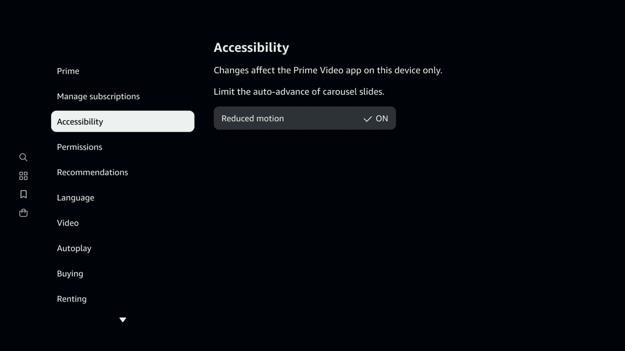 Prime
Manage subscriptions
Accessibility
Permissions
Recommendations
Language
Video
Autoplay
Buying
Renting
Accessibility
Changes affect the Prime Video app on this device only.
Limit the auto-advance of carousel slides.
Reduced motion ON